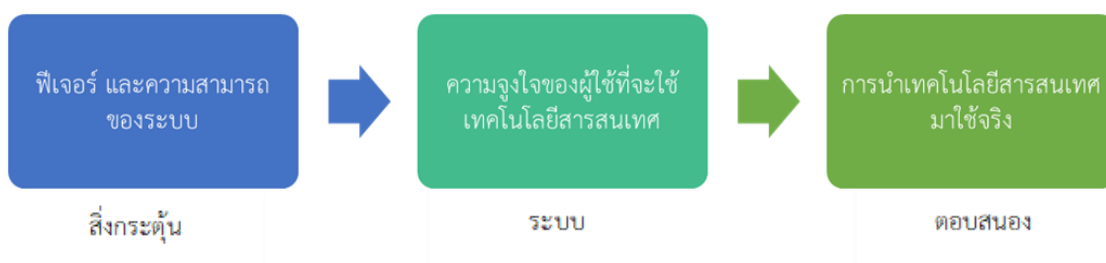 ฟีเจอร์ และความสามารถ
ของระบบ
ความจูงใจของผู้ใช้ที่จะใช้
เทคโนโลยีสารสนเทศ
การนำเทคโนโลยีสารสนเทศ
มาใช้จริง
สิ่งกระตุ้น
ระบบ
ตอบสนอง